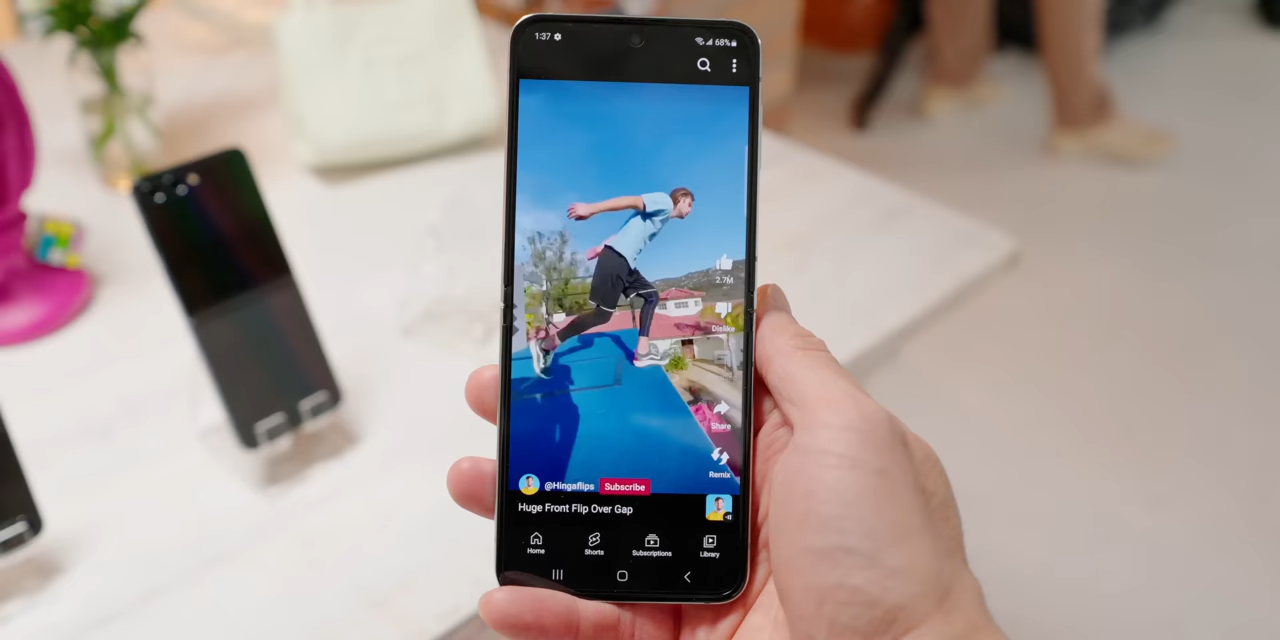 1:37
68%
2.7M
Dislike
Share
Remix
@Hingaflips Subscribe
Huge Front Flip Over Gap
Home Shorts Subscriptions Library